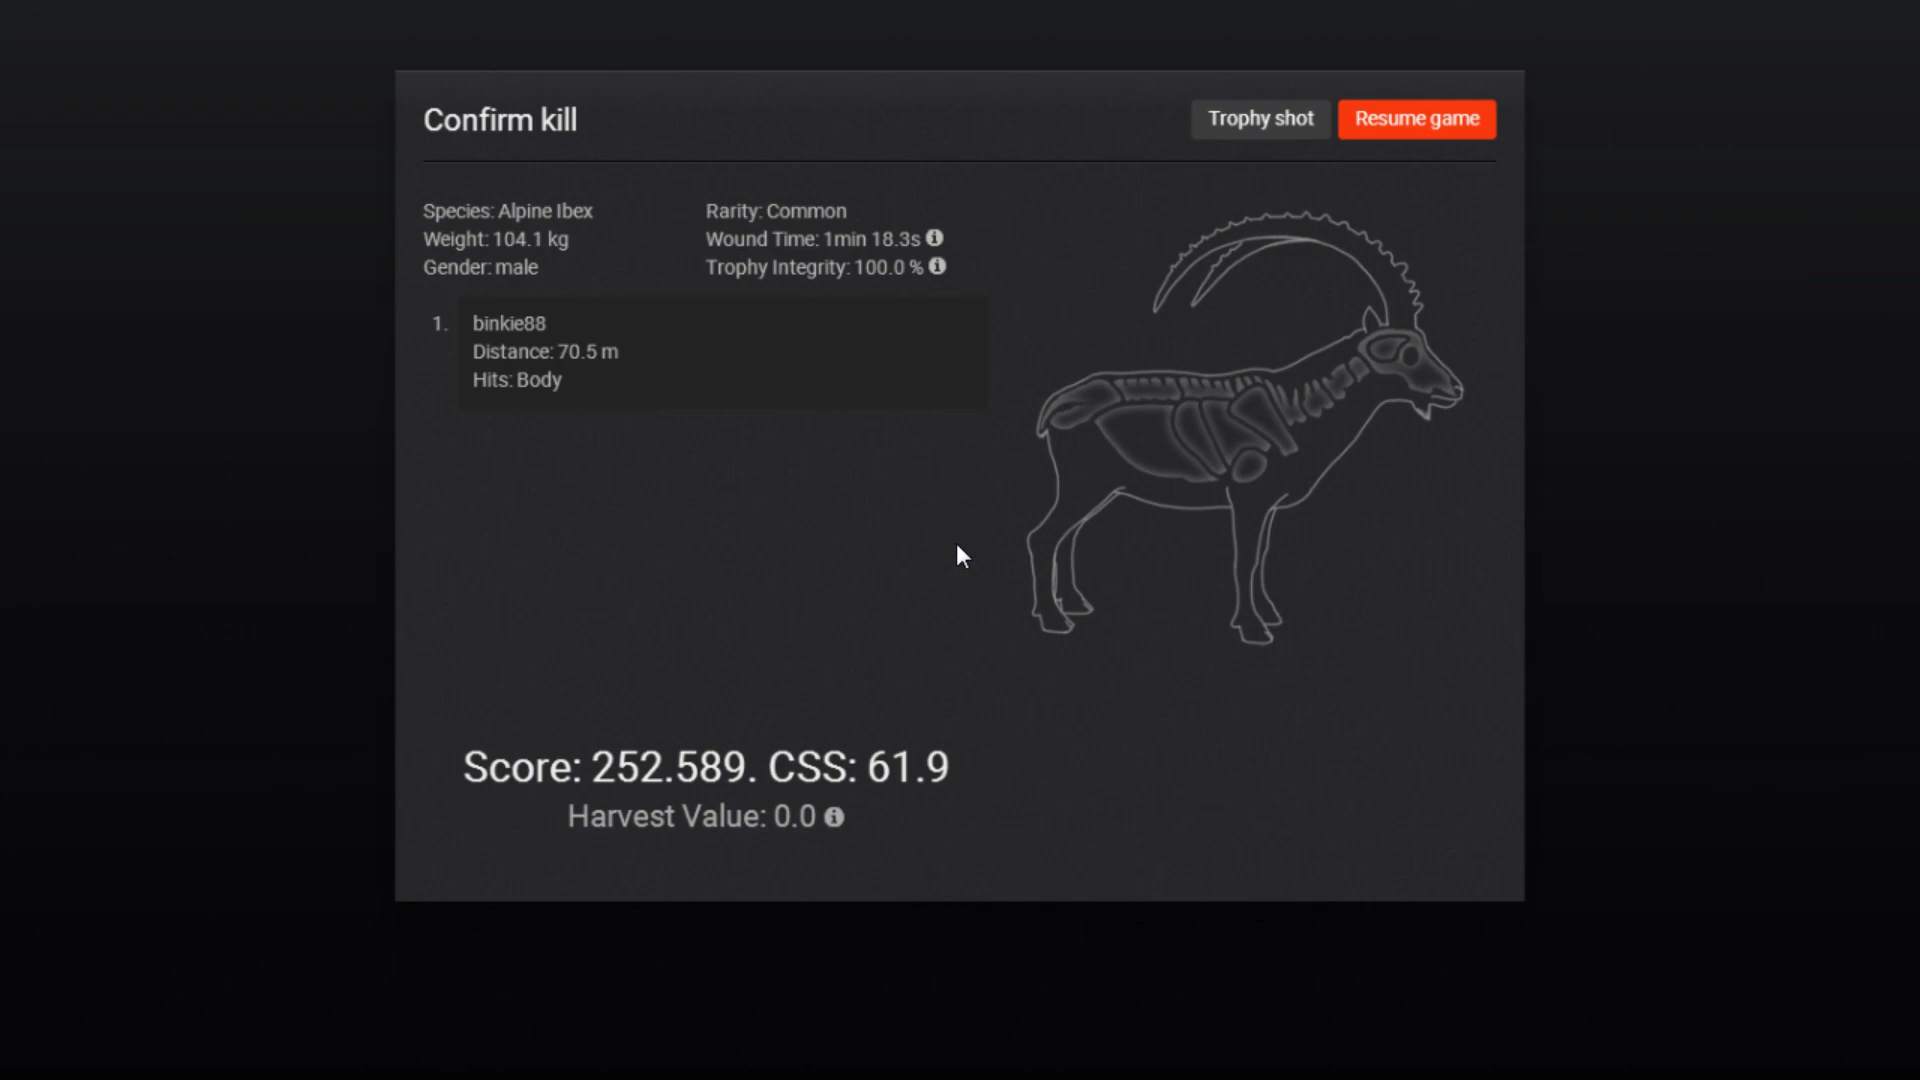 Confirm kill
Trophy shot
Resume game
Species: Alpine Ibex
Weight: 104.1 kg
Gender: male
Rarity: Common
Wound Time: 1min 18.3s
Trophy Integrity: 100.0 %
1.
binkie88
Distance: 70.5 m
Hits: Body
Score: 252.589. CSS: 61.9
Harvest Value: 0.0